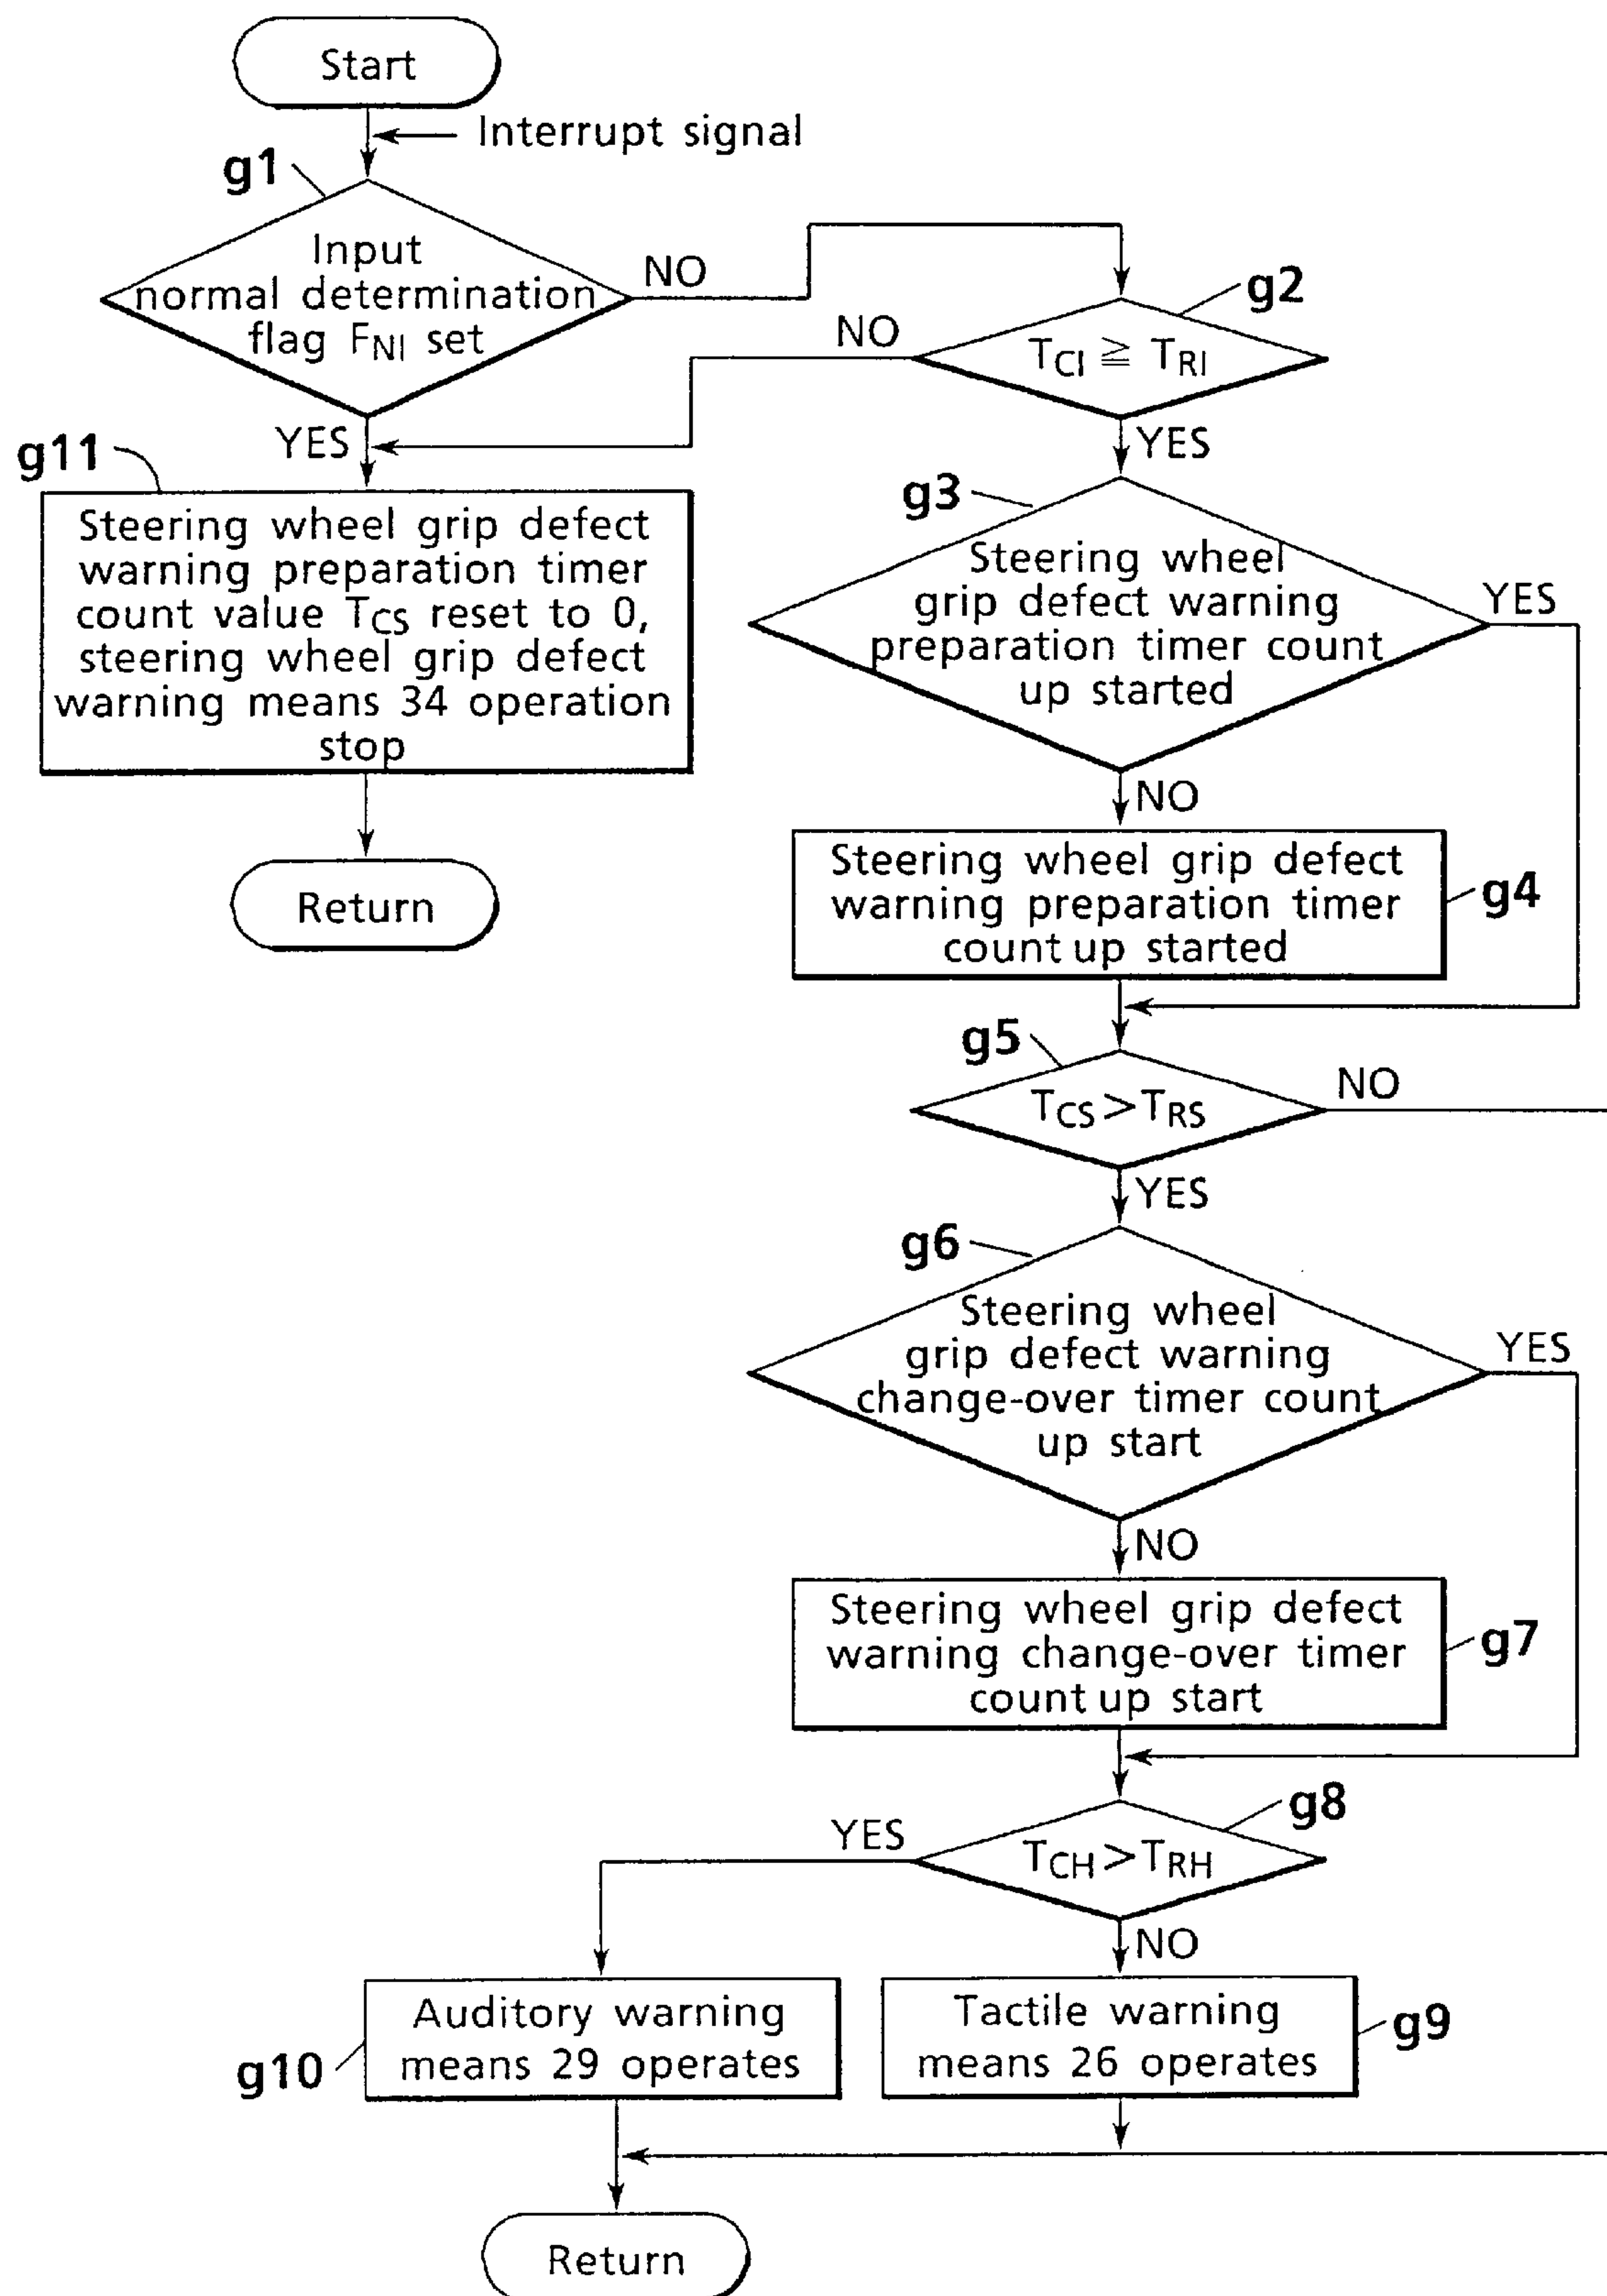 Start
Interrupt signal
g1
Input
normal determination
flag FNI set
NO
g2
NO
TCI ≧ TRI
YES
YES
g11
Steering wheel grip defect
warning preparation timer
count value TCS reset to 0,
steering wheel grip defect
warning means 34 operation
stop
Return
g3
Steering wheel
grip defect warning
preparation timer count
up started
YES
NO
Steering wheel grip defect
warning preparation timer
count up started
g4
g5
TCS > TRS
NO
YES
g6
Steering wheel
grip defect warning
change-over timer count
up start
YES
NO
Steering wheel grip defect
warning change-over timer
count up start
g7
g8
YES
TCH > TRH
NO
Auditory warning
means 29 operates
g10
Tactile warning
means 26 operates
g9
Return